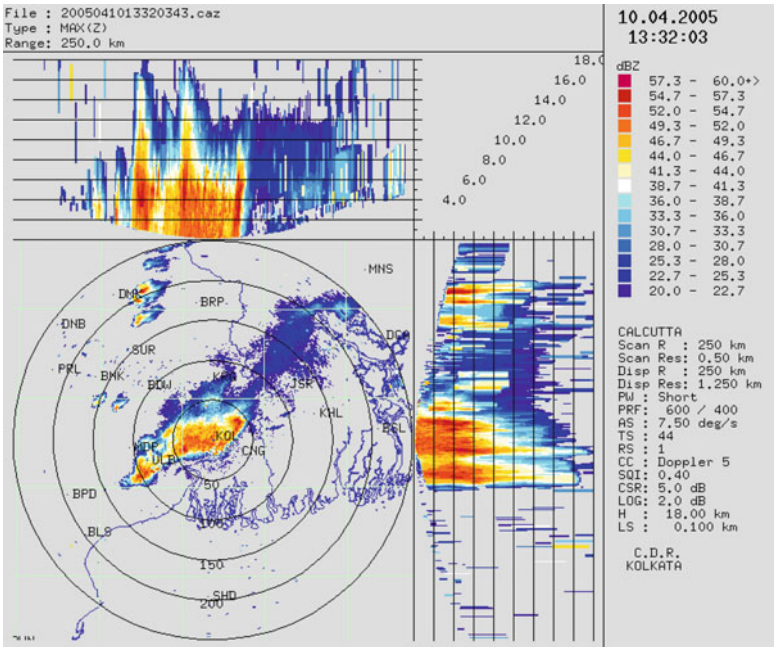 File : 2005041013320343.caz
Type : MAX(Z)
Range: 250.0 km
18.0
16.0
14.0
12.0
10.0
8.0
6.0
4.0
MNS
BRP
DNB
DGA
SUR
PRL
BMK
BDW
JSR
KHL
BSL
KOL
CNG
ULB
50
BPD
100
BLS
150
SHD
200
10.04.2005
13:32:03
dBZ
57.3 - 60.0+>
54.7 - 57.3
52.0 - 54.7
49.3 - 52.0
46.7 - 49.3
44.0 - 46.7
41.3 - 44.0
38.7 - 41.3
36.0 - 38.7
33.3 - 36.0
30.7 - 33.3
28.0 - 30.7
25.3 - 28.0
22.7 - 25.3
20.0 - 22.7
CALCUTTA
Scan R : 250 km
Scan Res: 0.50 km
Disp R : 250 km
Disp Res: 1.250 km
PW : Short
PRF: 600 / 400
AS : 7.50 deg/s
TS : 44
RS : 1
CC : Doppler 5
SQI: 0.40
CSR: 5.0 dB
LOG: 2.0 dB
H : 18.00 km
LS : 0.100 km
C.D.R.
KOLKATA